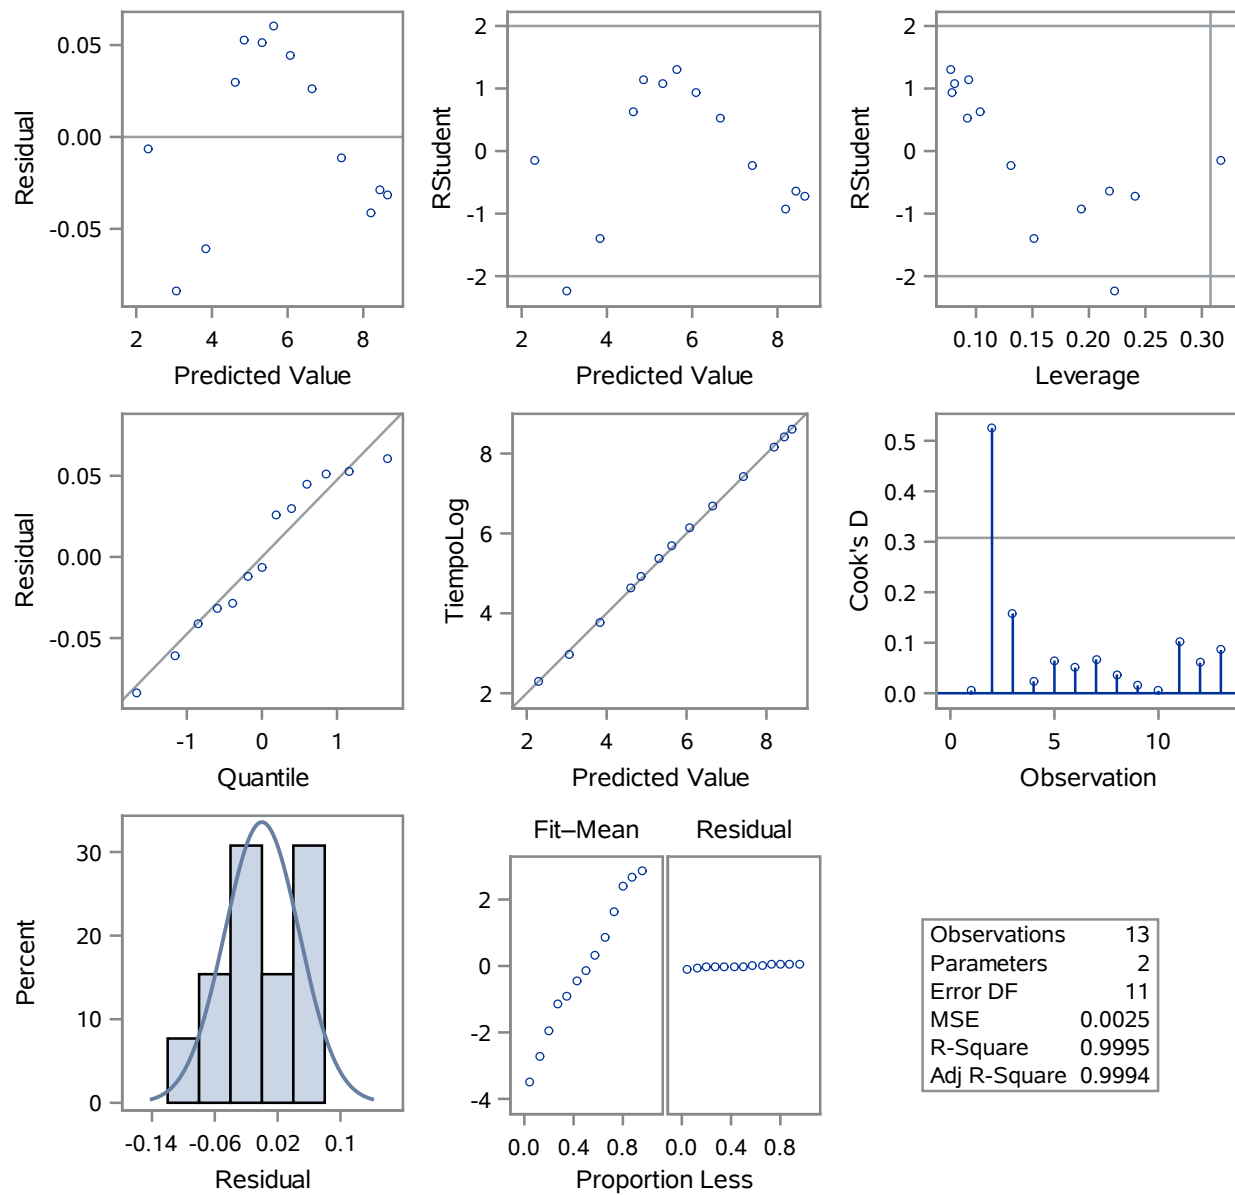 0.05
0.00
-0.05
Residual
2 4 6 8
Predicted Value
2
1
0
-1
-2
RStudent
2 4 6 8
Predicted Value
2
1
0
-1
-2
RStudent
0.10 0.15 0.20 0.25 0.30
Leverage
0.05
0.00
-0.05
Residual
-1 0 1
Quantile
8
6
4
2
TiempoLog
2 4 6 8
Predicted Value
0.5
0.4
0.3
0.2
0.1
0.0
Cook's D
0 5 10
Observation
30
20
10
0
Percent
-0.14 -0.06 0.02 0.1
Residual
Fit–Mean Residual
2
0
-2
-4
0.0 0.4 0.8 0.0 0.4 0.8
Proportion Less
Observations 13
Parameters 2
Error DF 11
MSE 0.0025
R-Square 0.9995
Adj R-Square 0.9994